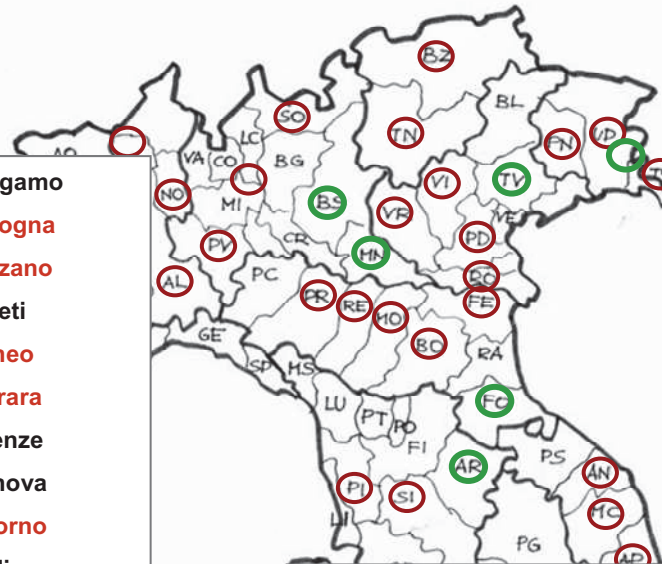 BZ
SO
BL
AO
LC
TN
PN
UD
VA
CO
BG
NO
MI
BS
VR
VI
TV
VE
PV
CR
MN
PD
RO
AL
PC
PR
RE
MO
FE
BO
GE
SP
MS
RA
LU
PT
PO
FI
FO
PI
SI
AR
LI
PS
AN
MC
PG
AP
gamo
ogna
zano
eti
neo
rara
enze
nova
orno